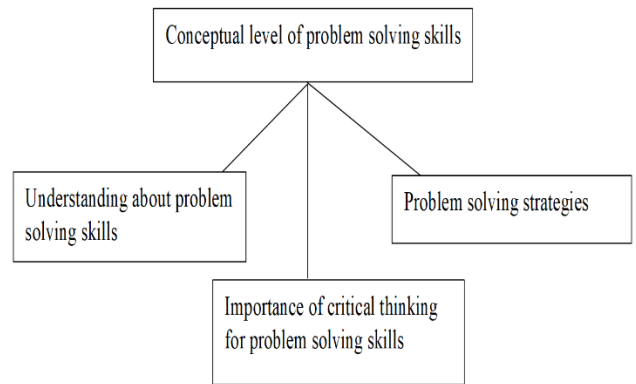 Conceptual level of problem solving skills
Understanding about problem
solving skills
Problem solving strategies
Importance of critical thinking
for problem solving skills